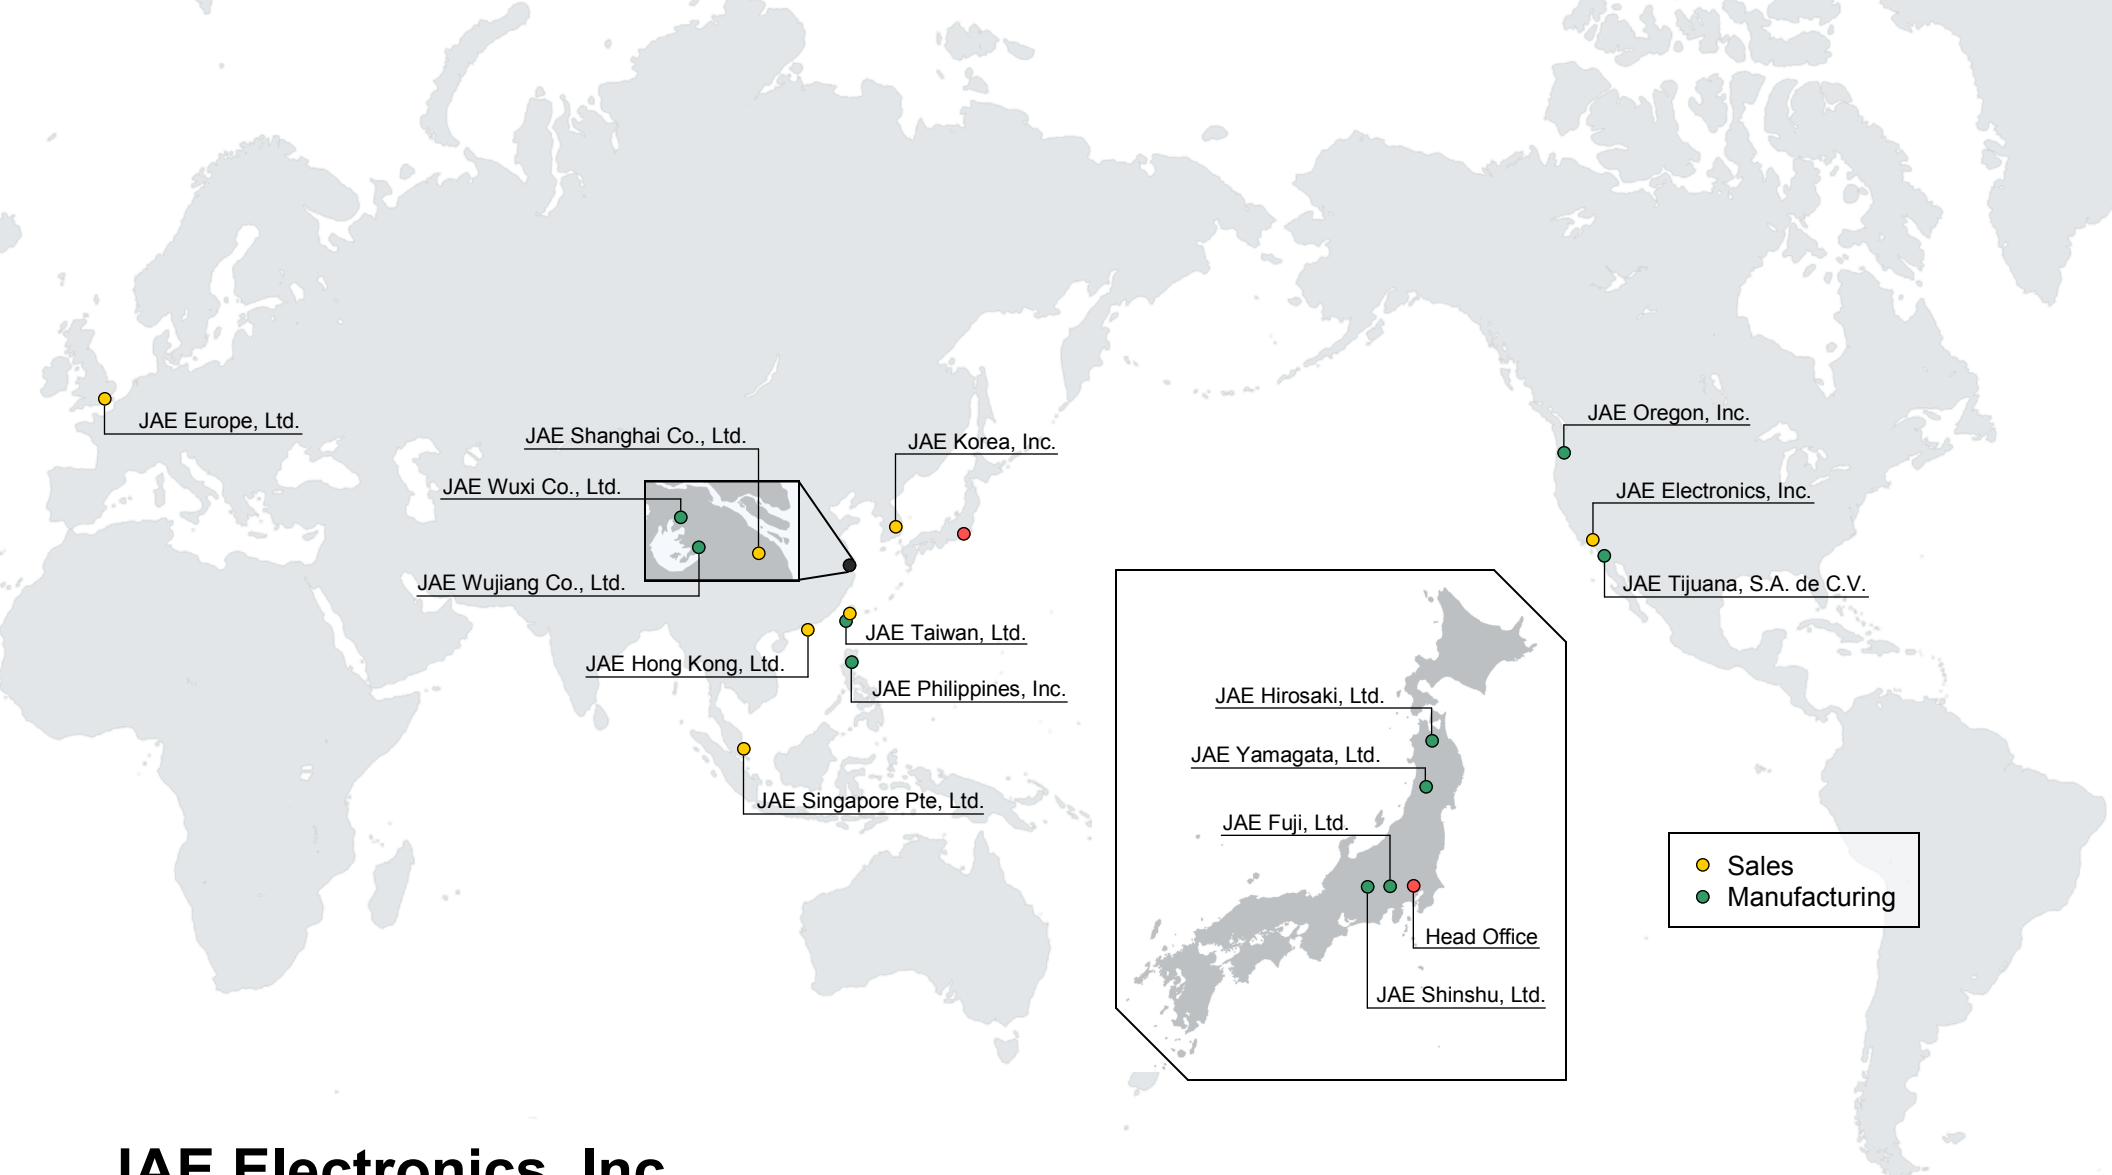 JAE Europe, Ltd.
JAE Shanghai Co., Ltd.
JAE Korea, Inc.
JAE Wuxi Co., Ltd.
JAE Wujiang Co., Ltd.
JAE Taiwan, Ltd.
JAE Hong Kong, Ltd.
JAE Philippines, Inc.
JAE Singapore Pte, Ltd.
JAE Oregon, Inc.
JAE Electronics, Inc.
JAE Tijuana, S.A. de C.V.
JAE Hirosaki, Ltd.
JAE Yamagata, Ltd.
JAE Fuji, Ltd.
Head Office
JAE Shinshu, Ltd.
Sales
Manufacturing
JAE Electronics, Inc.